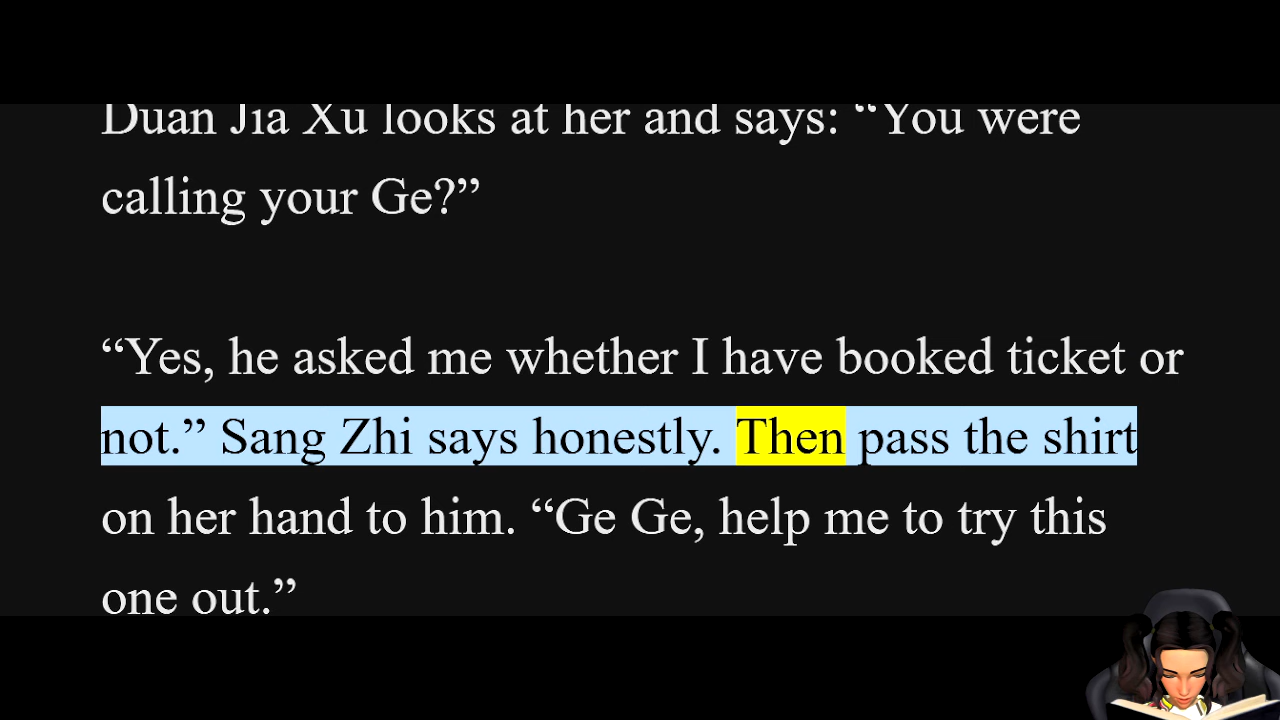 Duan Jia Xu looks at her and says: “You were
calling your Ge?”
“Yes, he asked me whether I have booked ticket or
not.” Sang Zhi says honestly. Then pass the shirt
on her hand to him. “Ge Ge, help me to try this
one out.”